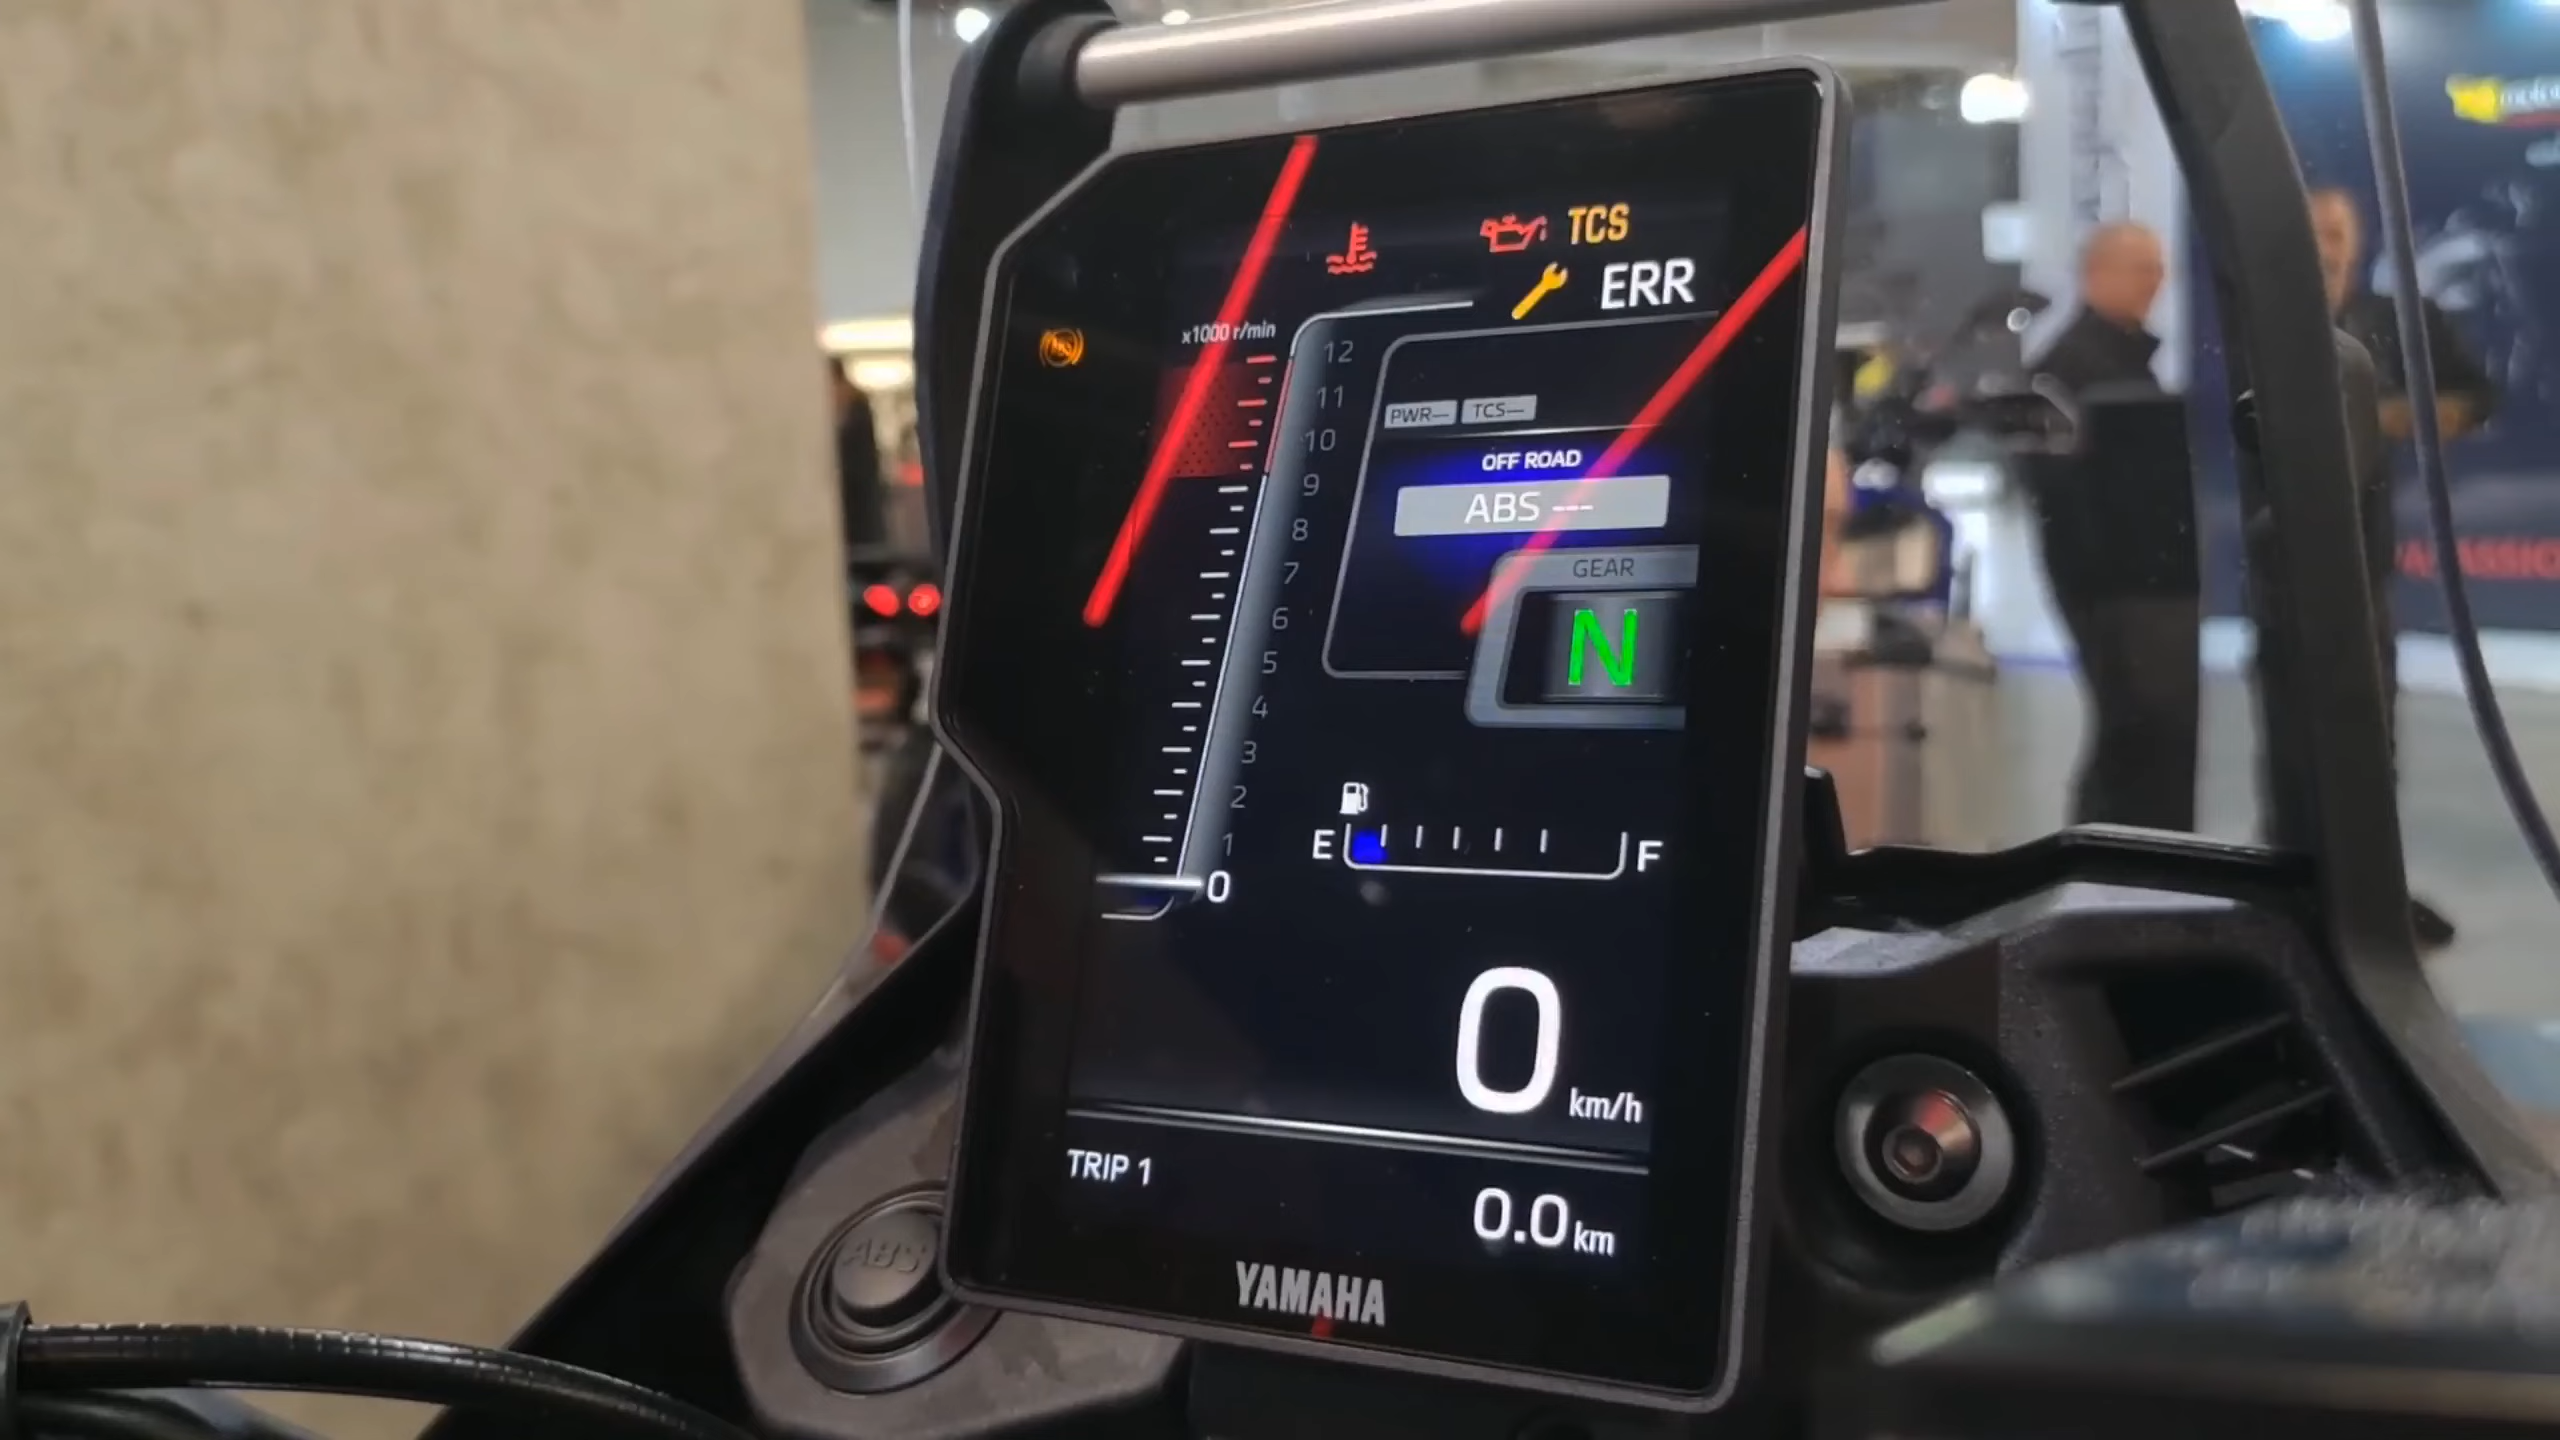 TCS
ERR
x1000 r/min
12
11
10
9
8
7
6
5
4
3
2
1
0
PWR--- TCS---
OFF ROAD
ABS ---
GEAR
N
E F
0 km/h
TRIP 1
0.0 km
YAMAHA
ABS
ABS